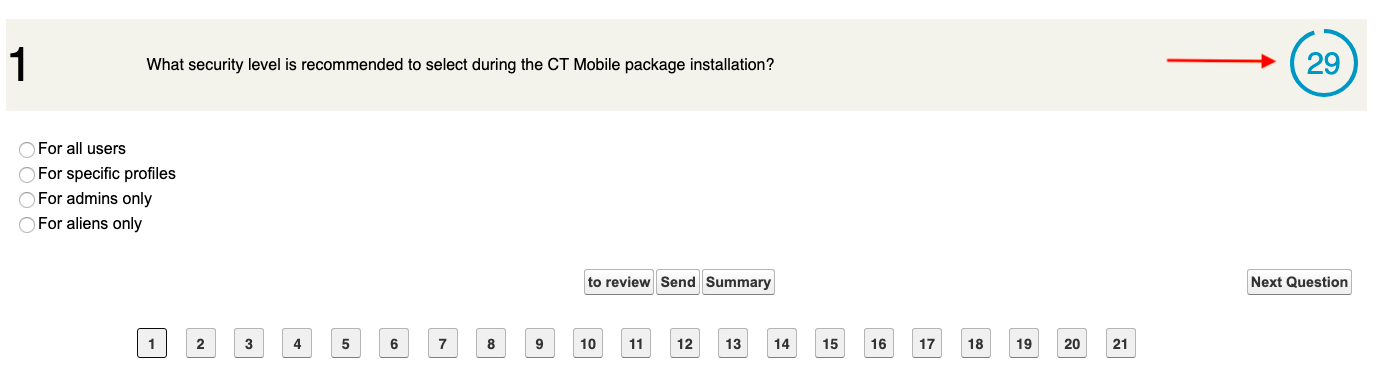 1
What security level is recommended to select during the CT Mobile package installation?
29
For all users
For specific profiles
For admins only
For aliens only
to review Send Summary Next Question
1 2 3 4 5 6 7 8 9 10 11 12 13 14 15 16 17 18 19 20 21